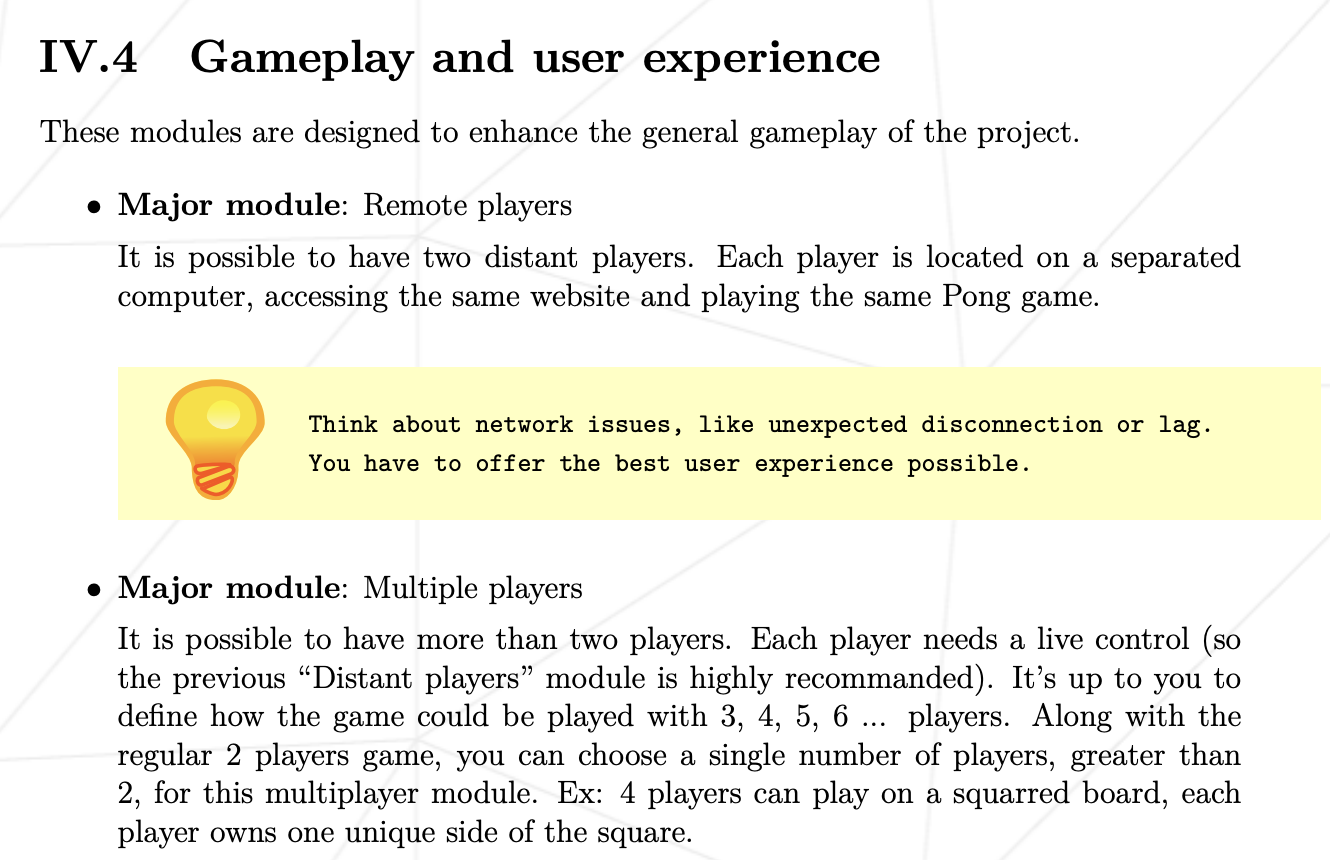 IV.4 Gameplay and user experience
These modules are designed to enhance the general gameplay of the project.
• Major module: Remote players
It is possible to have two distant players. Each player is located on a separated
computer, accessing the same website and playing the same Pong game.
Think about network issues, like unexpected disconnection or lag.
You have to offer the best user experience possible.
• Major module: Multiple players
It is possible to have more than two players. Each player needs a live control (so
the previous “Distant players” module is highly recommanded). It’s up to you to
define how the game could be played with 3, 4, 5, 6 ... players. Along with the
regular 2 players game, you can choose a single number of players, greater than
2, for this multiplayer module. Ex: 4 players can play on a squarred board, each
player owns one unique side of the square.